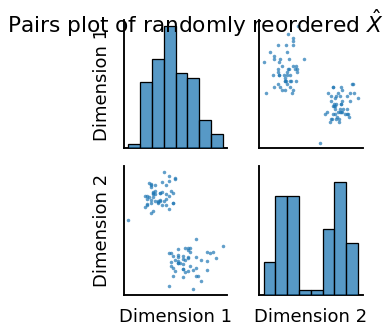 Pairs plot of randomly reordered X̂
Dimension 1
Dimension 2
Dimension 1
Dimension 2